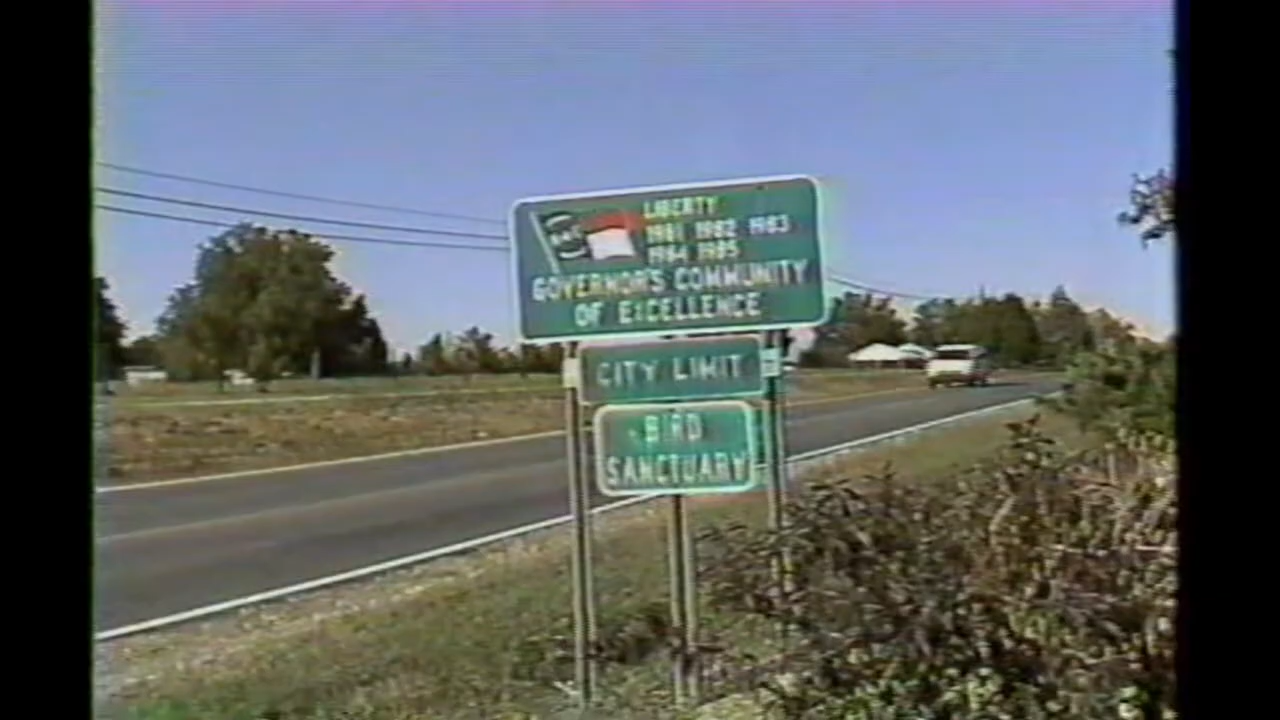 LIBERTY
1981 1982 1983
1984 1985
GOVERNOR'S COMMUNITY
OF EXCELLENCE
CITY LIMIT
BIRD
SANCTUARY